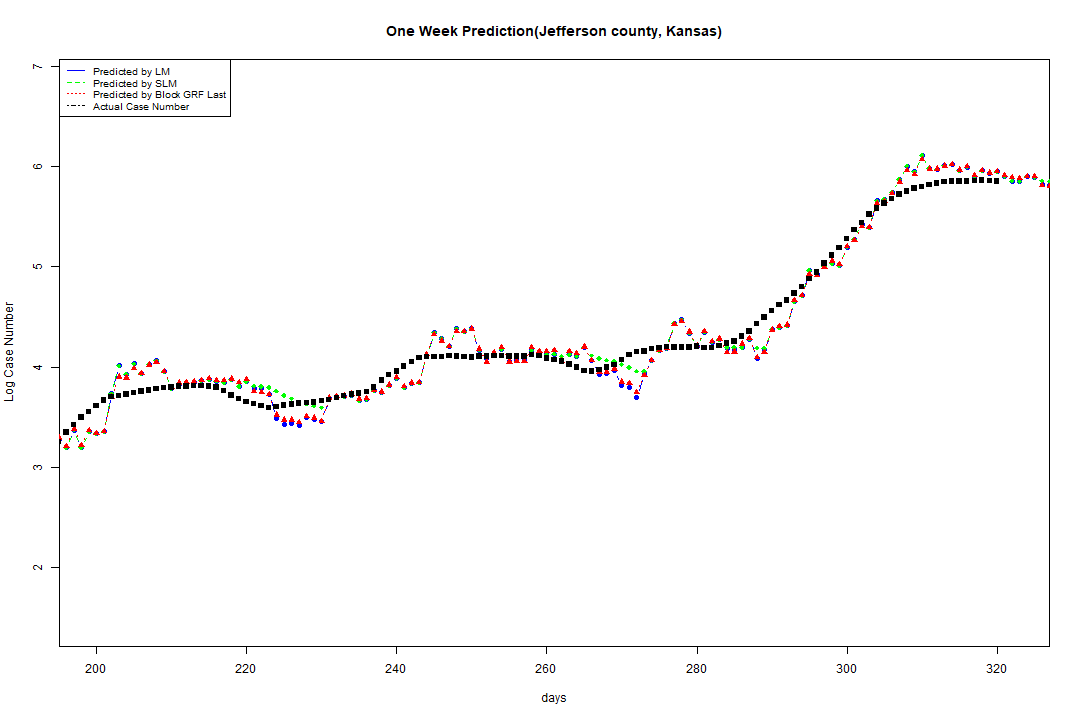 One Week Prediction(Jefferson county, Kansas)
Predicted by LM
Predicted by SLM
Predicted by Block GRF Last
Actual Case Number
7
6
5
4
3
2
Log Case Number
200 220 240 260 280 300 320
days